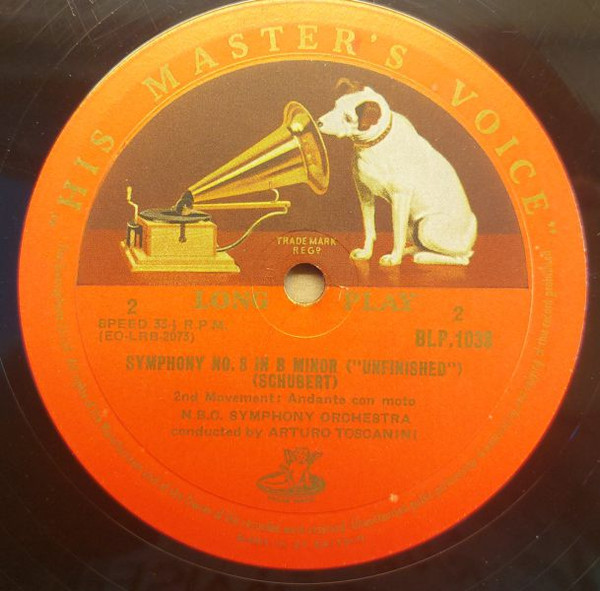 "HIS MASTER'S VOICE"
TRADE MARK
REGD
LONG PLAY
2 2
SPEED 33⅓ R.P.M. BLP.1038
(EO-LRB-2073)
SYMPHONY NO. 8 IN B MINOR ("UNFINISHED")
(SCHUBERT)
2nd Movement: Andante con moto
N.B.C. SYMPHONY ORCHESTRA
conducted by ARTURO TOSCANINI